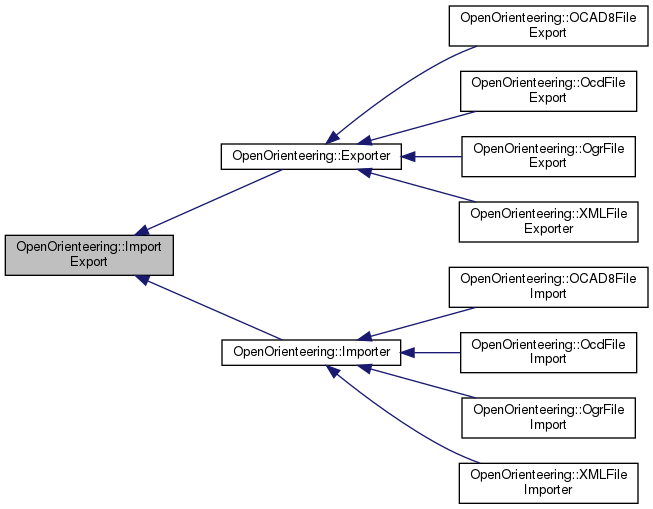 OpenOrienteering::OCAD8File
Export
OpenOrienteering::OcdFile
Export
OpenOrienteering::Exporter
OpenOrienteering::OgrFile
Export
OpenOrienteering::XMLFile
Exporter
OpenOrienteering::Import
Export
OpenOrienteering::OCAD8File
Import
OpenOrienteering::Importer
OpenOrienteering::OcdFile
Import
OpenOrienteering::OgrFile
Import
OpenOrienteering::XMLFile
Importer